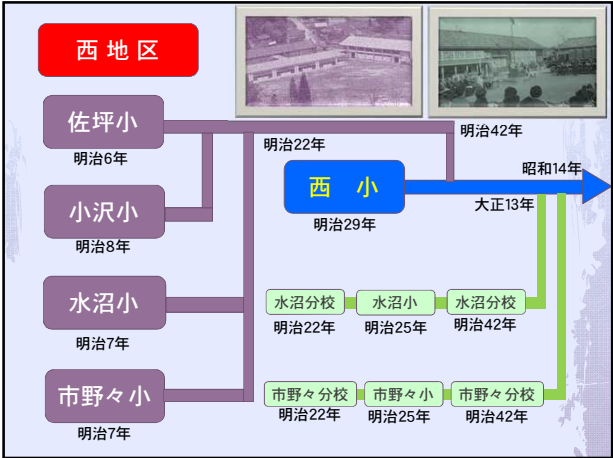 西地区
佐坪小
明治6年
明治22年
明治42年
小沢小
明治8年
西 小
明治29年
昭和14年
大正13年
水沼小
明治7年
水沼分校
明治22年
水沼小
明治25年
水沼分校
明治42年
市野々小
明治7年
市野々分校
明治22年
市野々小
明治25年
市野々分校
明治42年